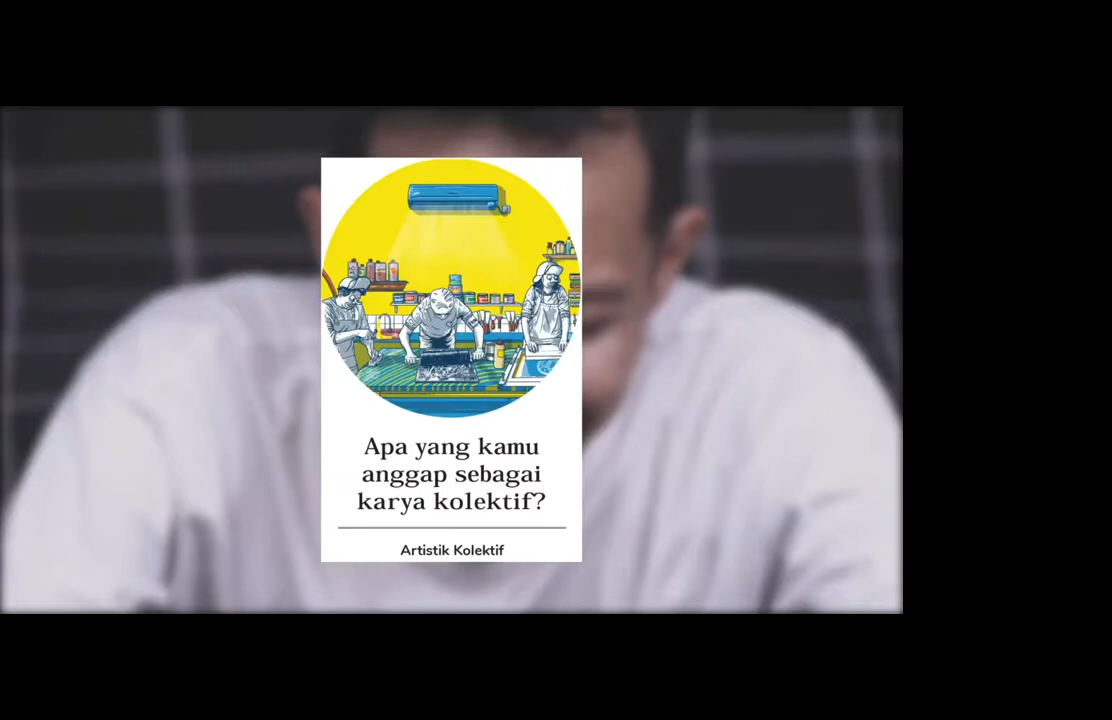 Apa yang kamu
anggap sebagai
karya kolektif?
Artistik Kolektif